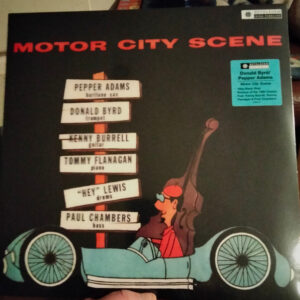 MOTOR CITY SCENE
PEPPER ADAMS
baritone sax
DONALD BYRD
trumpet
KENNY BURRELL
guitar
TOMMY FLANAGAN
piano
"HEY" LEWIS
drums
PAUL CHAMBERS
bass
Donald Byrd/
Pepper Adams
Motor City Scene